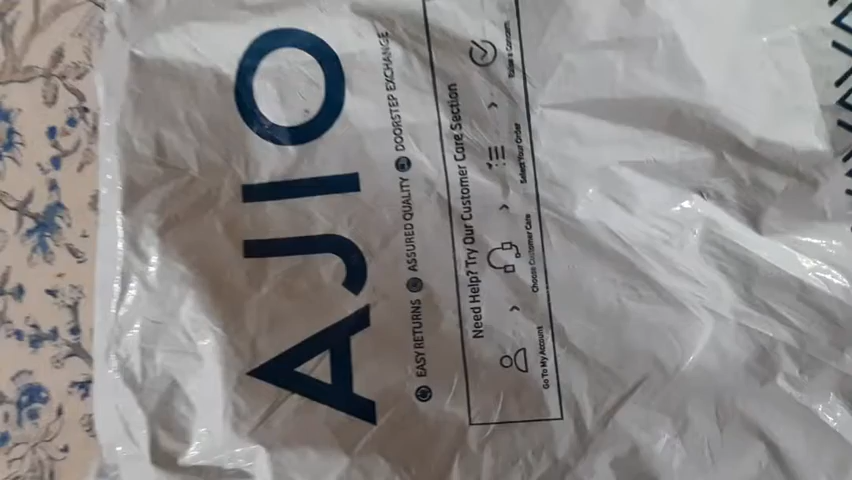 AJIO
EASY RETURNS ASSURED QUALITY DOORSTEP EXCHANGE
Need Help? Try Our Customer Care Section
Go To My Account > Choose Customer Care > Select Your Order >